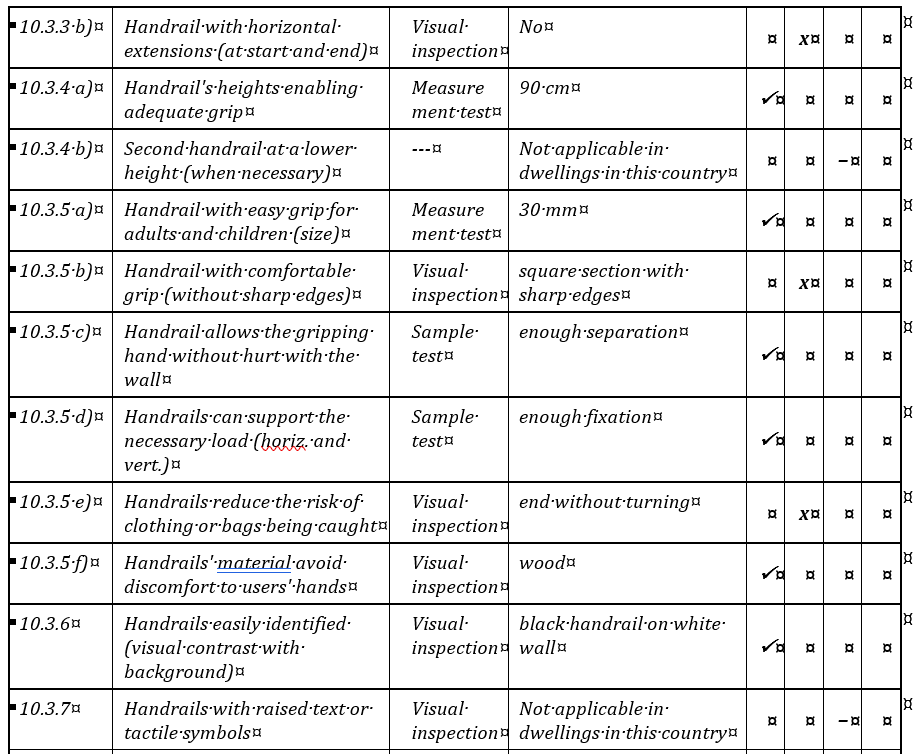 10.3.3 b) Handrail with horizontal Visual No
extensions (at start and end) inspection x
10.3.4 a) Handrail's heights enabling Measure 90 cm
adequate grip ment test ✓
10.3.4 b) Second handrail at a lower --- Not applicable in
height (when necessary) dwellings in this country –
10.3.5 a) Handrail with easy grip for Measure 30 mm
adults and children (size) ment test ✓
10.3.5 b) Handrail with comfortable Visual square section with
grip (without sharp edges) inspection sharp edges x
10.3.5 c) Handrail allows the gripping Sample enough separation
hand without hurt with the test ✓
wall
10.3.5 d) Handrails can support the Sample enough fixation
necessary load (horiz. and test ✓
vert.)
10.3.5 e) Handrails reduce the risk of Visual end without turning
clothing or bags being caught inspection x
10.3.5 f) Handrails' material avoid Visual wood
discomfort to users' hands inspection ✓
10.3.6 Handrails easily identified Visual black handrail on white
(visual contrast with inspection wall ✓
background)
10.3.7 Handrails with raised text or Visual Not applicable in
tactile symbols inspection dwellings in this country –